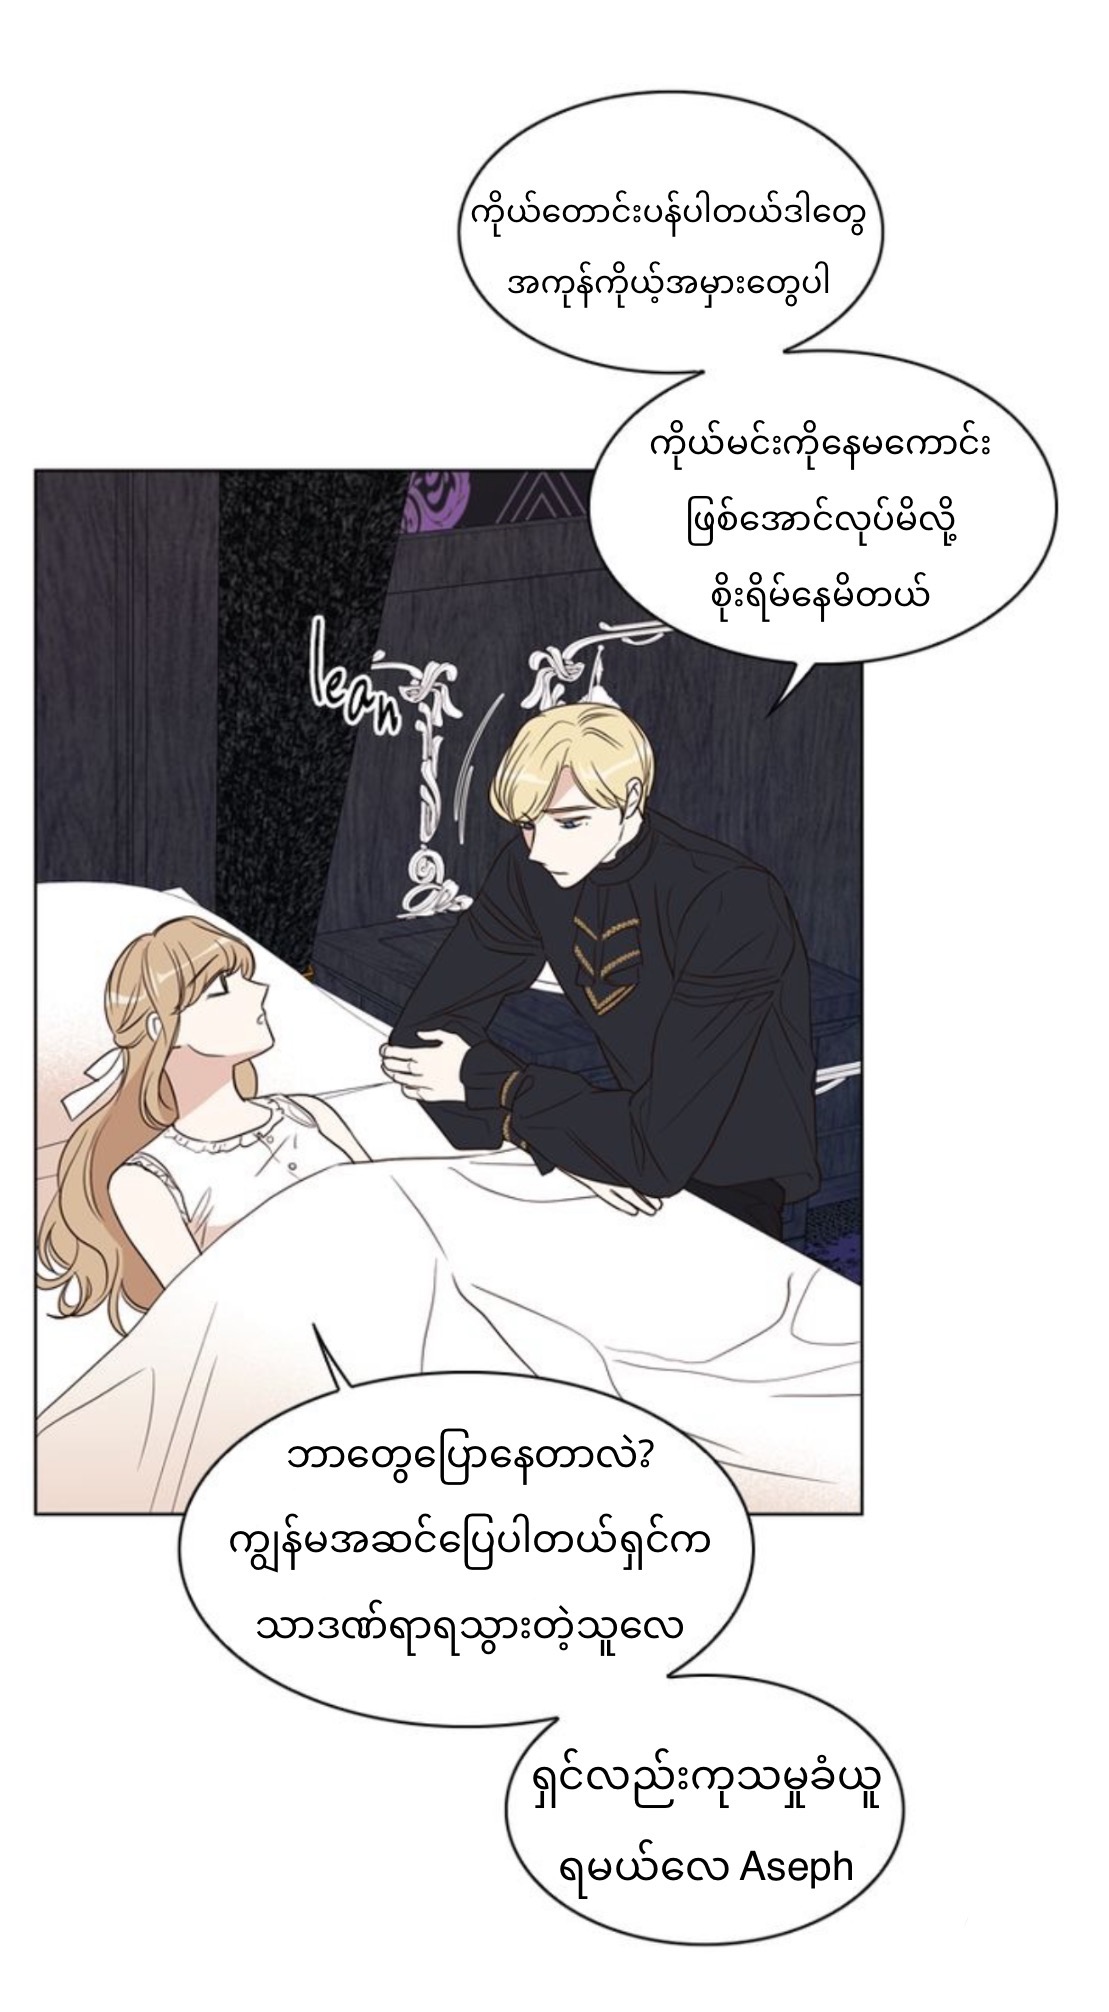 ကိုယ်တောင်းပန်ပါတယ်ဒါတွေ
အကုန်ကိုယ့်အမှားတွေပါ
ကိုယ်မင်းကိုနေမကောင်း
ဖြစ်အောင်လုပ်မိလို့
စိုးရိမ်နေမိတယ်
lean
ဘာတွေပြောနေတာလဲ?
ကျွန်မအဆင်ပြေပါတယ်ရှင်က
သာဒဏ်ရာရသွားတဲ့သူလေ
ရှင်လည်းကုသမှုခံယူ
ရမယ်လေ Aseph